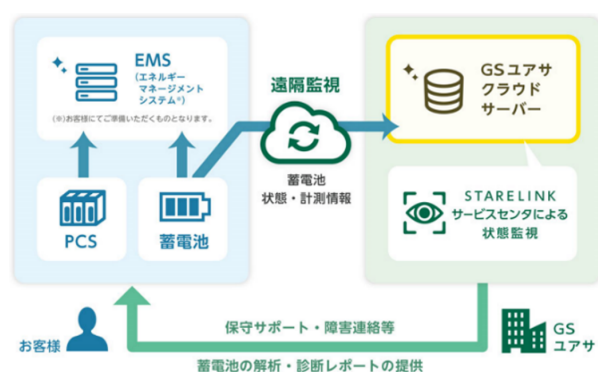 EMS
(エネルギー
マネージメント
システム※)
(※)お客様にてご準備いただくものとなります。
PCS
蓄電池
遠隔監視
蓄電池
状態・計測情報
GSユアサ
クラウド
サーバー
STARELINK
サービスセンタによる
状態監視
お客様
保守サポート・障害連絡等
蓄電池の解析・診断レポートの提供
GS
ユアサ